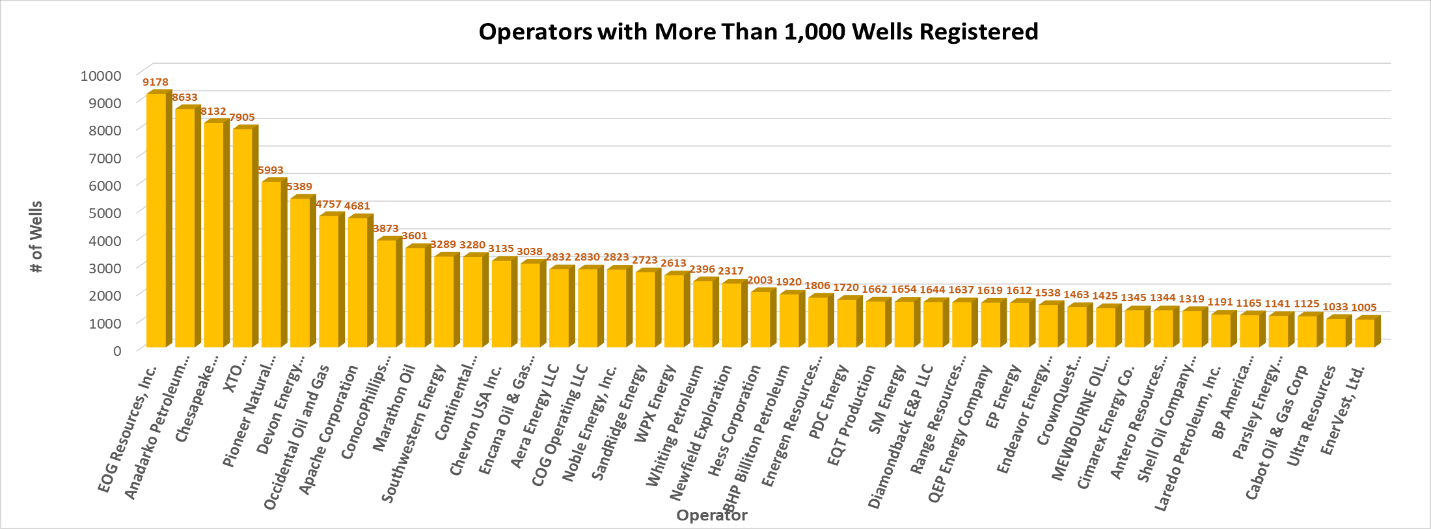 Operators with More Than 1,000 Wells Registered
# of Wells
10000
9000
8000
7000
6000
5000
4000
3000
2000
1000
0
9178
8633
8132
7905
5993
5389
4757
4681
3873
3601
3289
3280
3135
3038
2832
2830
2823
2723
2613
2396
2317
2003
1920
1806
1720
1662
1654
1644
1637
1619
1612
1538
1463
1425
1345
1344
1319
1191
1165
1141
1125
1033
1005
EOG Resources, Inc.
Anadarko Petroleum...
Chesapeake...
XTO...
Pioneer Natural...
Devon Energy...
Occidental Oil and Gas
Apache Corporation
ConocoPhillips...
Marathon Oil
Southwestern Energy
Continental...
Chevron USA Inc.
Encana Oil & Gas...
Aera Energy LLC
COG Operating LLC
Noble Energy, Inc.
SandRidge Energy
WPX Energy
Whiting Petroleum
Newfield Exploration
Hess Corporation
BHP Billiton Petroleum
Energen Resources...
PDC Energy
EQT Production
SM Energy
Diamondback E&P LLC
Range Resources...
QEP Energy Company
EP Energy
Endeavor Energy...
CrownQuest...
MEWBOURNE OIL...
Cimarex Energy Co.
Antero Resources...
Shell Oil Company...
Laredo Petroleum, Inc.
BP America...
Parsley Energy...
Cabot Oil & Gas Corp
Ultra Resources
EnerVest, Ltd.
Operator